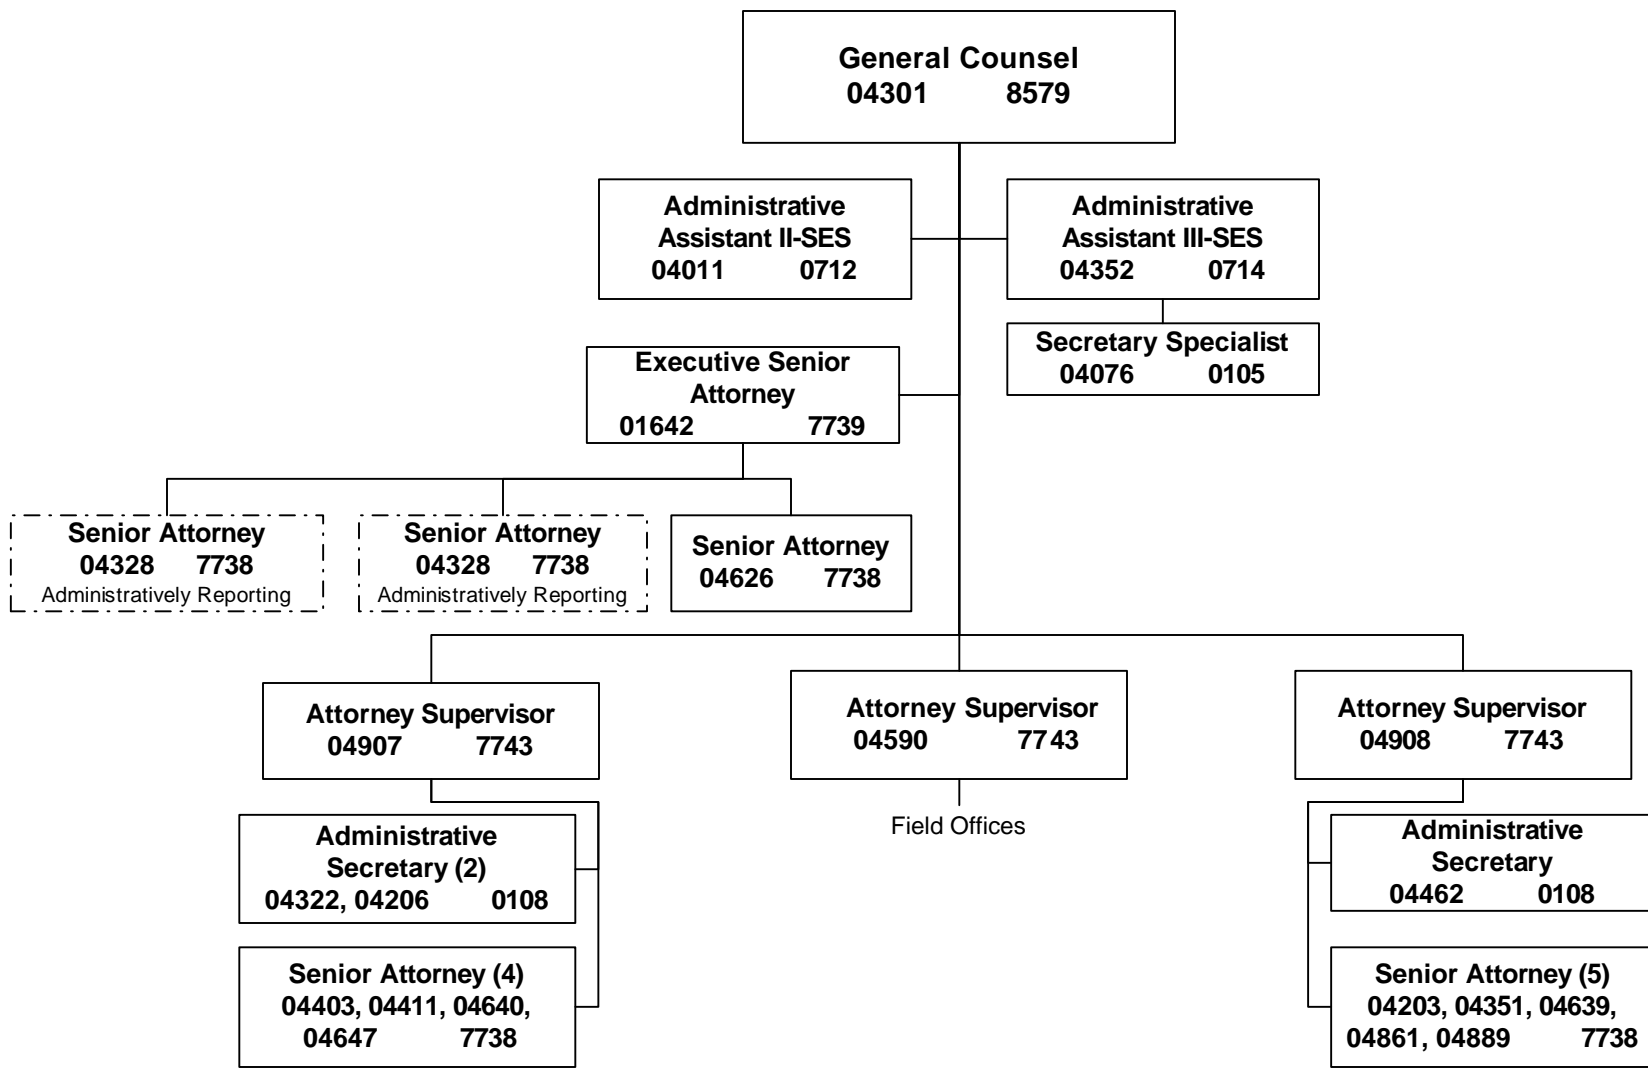 General Counsel
04301 8579
Administrative
Assistant II-SES
04011 0712
Administrative
Assistant III-SES
04352 0714
Secretary Specialist
04076 0105
Executive Senior
Attorney
01642 7739
Senior Attorney
04328 7738
Administratively Reporting
Senior Attorney
04328 7738
Administratively Reporting
Senior Attorney
04626 7738
Attorney Supervisor
04907 7743
Attorney Supervisor
04590 7743
Attorney Supervisor
04908 7743
Administrative
Secretary (2)
04322, 04206 0108
Field Offices
Administrative
Secretary
04462 0108
Senior Attorney (4)
04403, 04411, 04640,
04647 7738
Senior Attorney (5)
04203, 04351, 04639,
04861, 04889 7738